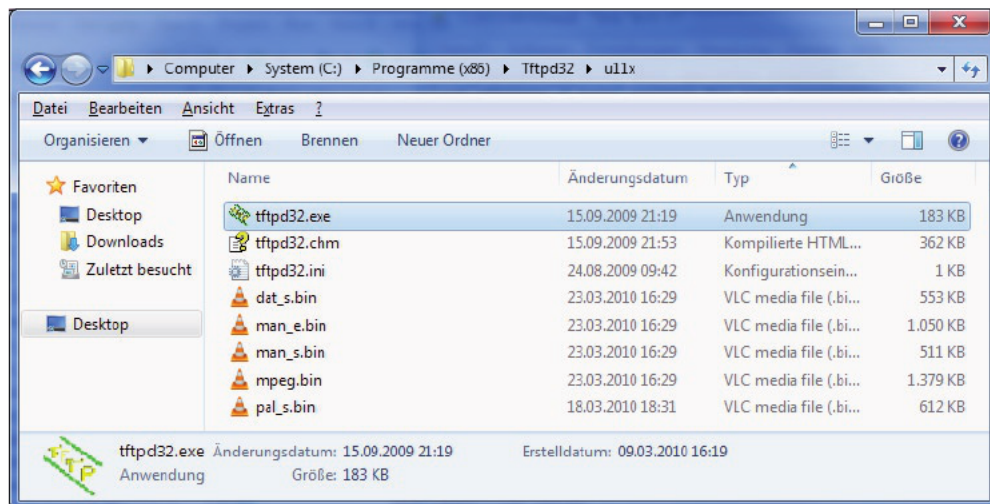 Computer ▸ System (C:) ▸ Programme (x86) ▸ Tftpd32 ▸ u11x
Datei Bearbeiten Ansicht Extras ?
Organisieren Öffnen Brennen Neuer Ordner
Favoriten
Desktop
Downloads
Zuletzt besucht
Desktop
Name Änderungsdatum Typ Größe
tftpd32.exe 15.09.2009 21:19 Anwendung 183 KB
tftpd32.chm 15.09.2009 21:53 Kompilierte HTML... 362 KB
tftpd32.ini 24.08.2009 09:42 Konfigurationsein... 1 KB
dat_s.bin 23.03.2010 16:29 VLC media file (.bi... 553 KB
man_e.bin 23.03.2010 16:29 VLC media file (.bi... 1.050 KB
man_s.bin 23.03.2010 16:29 VLC media file (.bi... 511 KB
mpeg.bin 23.03.2010 16:29 VLC media file (.bi... 1.379 KB
pal_s.bin 18.03.2010 18:31 VLC media file (.bi... 612 KB
tftpd32.exe Änderungsdatum: 15.09.2009 21:19 Erstelldatum: 09.03.2010 16:19
Anwendung Größe: 183 KB